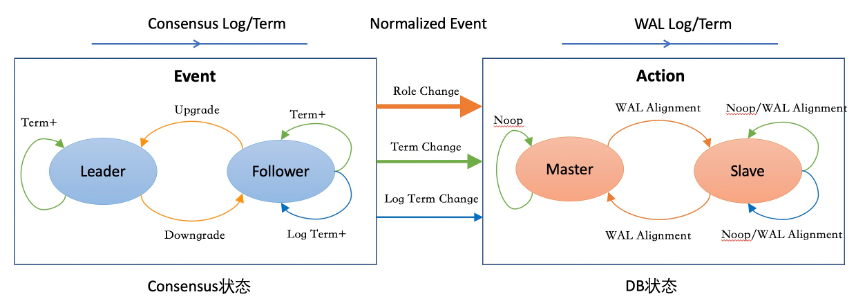 Consensus Log/Term
Normalized Event
WAL Log/Term
Event
Term+
Upgrade
Term+
Leader
Follower
Downgrade
Log Term+
Role Change
Term Change
Log Term Change
Action
Noop
WAL Alignment
Noop/WAL Alignment
Master
Slave
WAL Alignment
Noop/WAL Alignment
Consensus状态
DB状态